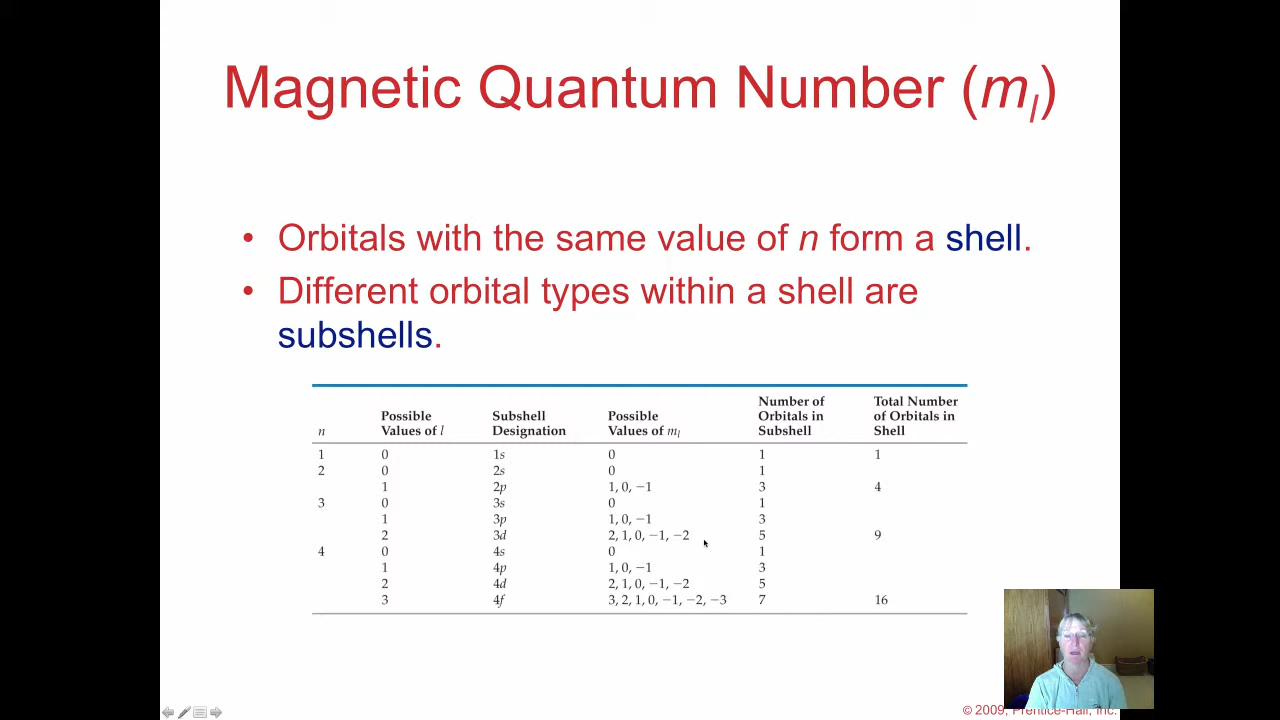 Magnetic Quantum Number (ml)
• Orbitals with the same value of n form a shell.
• Different orbital types within a shell are
subshells.
n Possible Values of l Subshell Designation Possible Values of ml Number of Orbitals in Subshell Total Number of Orbitals in Shell
1 0 1s 0 1 1
2 0 2s 0 1
1 2p 1, 0, −1 3 4
3 0 3s 0 1
1 3p 1, 0, −1 3
2 3d 2, 1, 0, −1, −2 5 9
4 0 4s 0 1
1 4p 1, 0, −1 3
2 4d 2, 1, 0, −1, −2 5
3 4f 3, 2, 1, 0, −1, −2, −3 7 16
© 2009, Prentice-Hall, Inc.